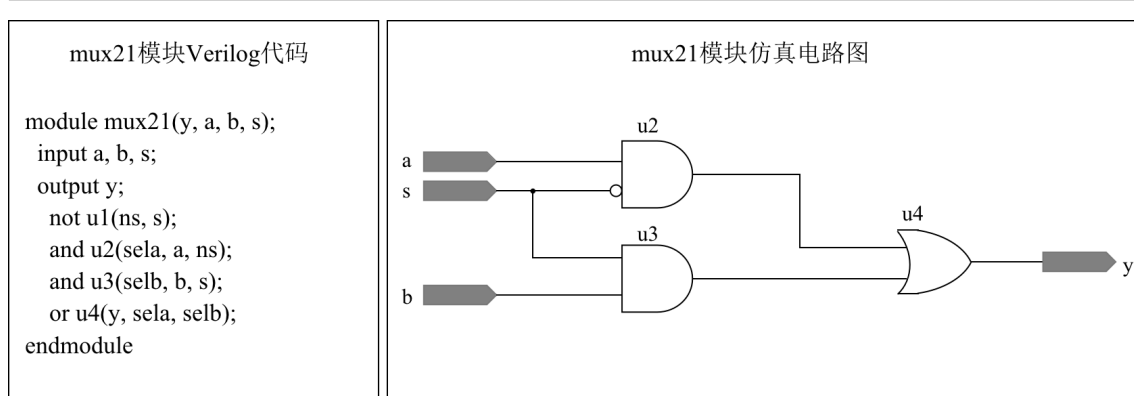 mux21模块Verilog代码
module mux21(y, a, b, s);
input a, b, s;
output y;
not u1(ns, s);
and u2(sela, a, ns);
and u3(selb, b, s);
or u4(y, sela, selb);
endmodule
mux21模块仿真电路图
u2
a
s
u4
u3
y
b